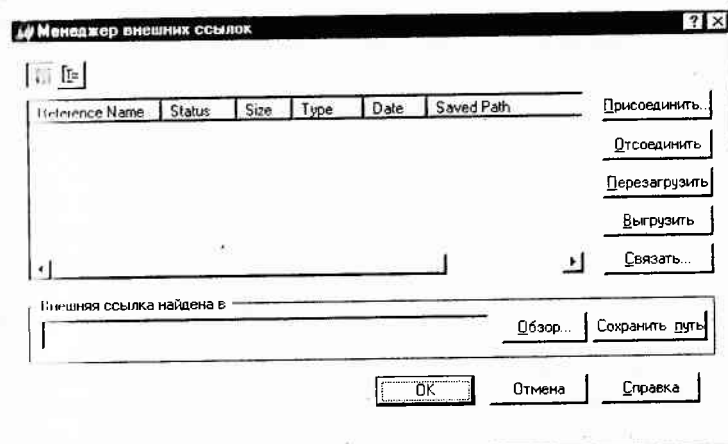 Менеджер внешних ссылок
Reference Name Status Size Type Date Saved Path
Присоединить...
Отсоединить
Перезагрузить
Выгрузить
Связать...
Внешняя ссылка найдена в
Обзор... Сохранить путь
OK Отмена Справка